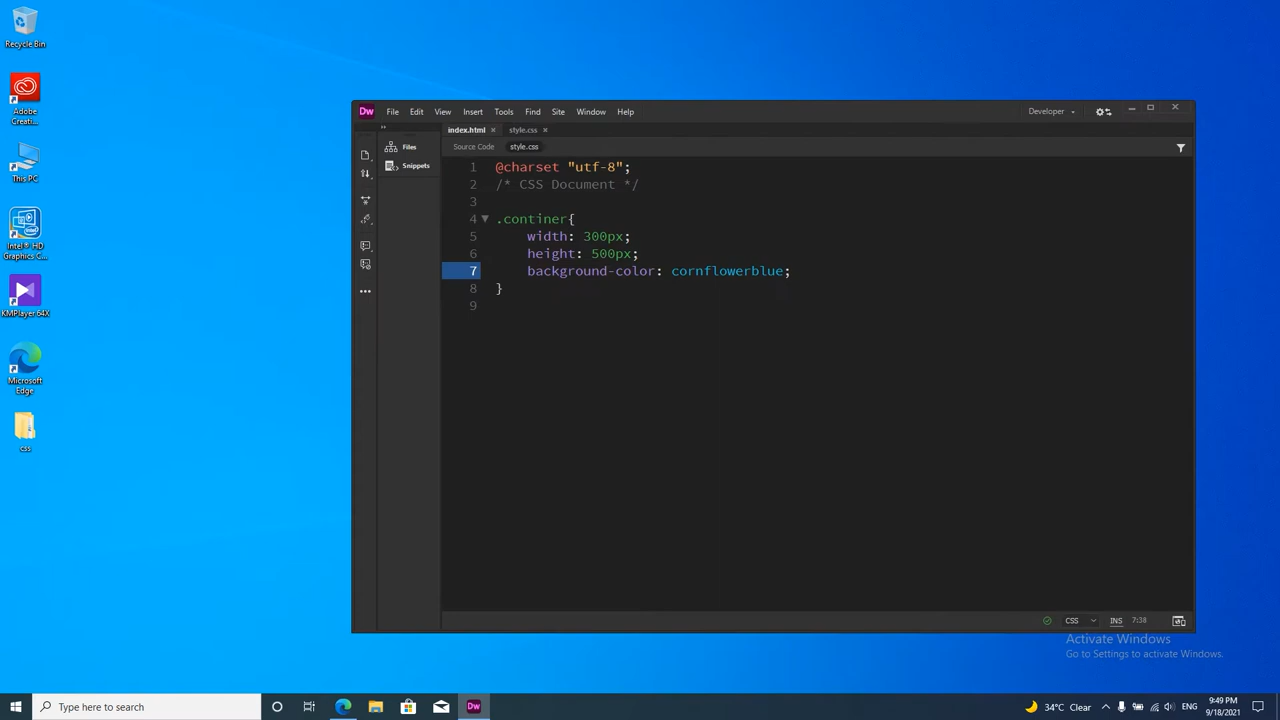 Recycle Bin
Adobe
Creati...
This PC
Intel® HD
Graphics C...
KMPlayer 64X
Microsoft
Edge
css
Dw
File Edit View Insert Tools Find Site Window Help
Developer
Files
Snippets
index.html × style.css ×
Source Code style.css
1 @charset "utf-8";
2 /* CSS Document */
3
4 .continer{
5 width: 300px;
6 height: 500px;
7 background-color: cornflowerblue;
8 }
9
CSS INS 7:38
Activate Windows
Go to Settings to activate Windows.
Type here to search
Dw
34°C Clear
ENG
9:49 PM
9/18/2021